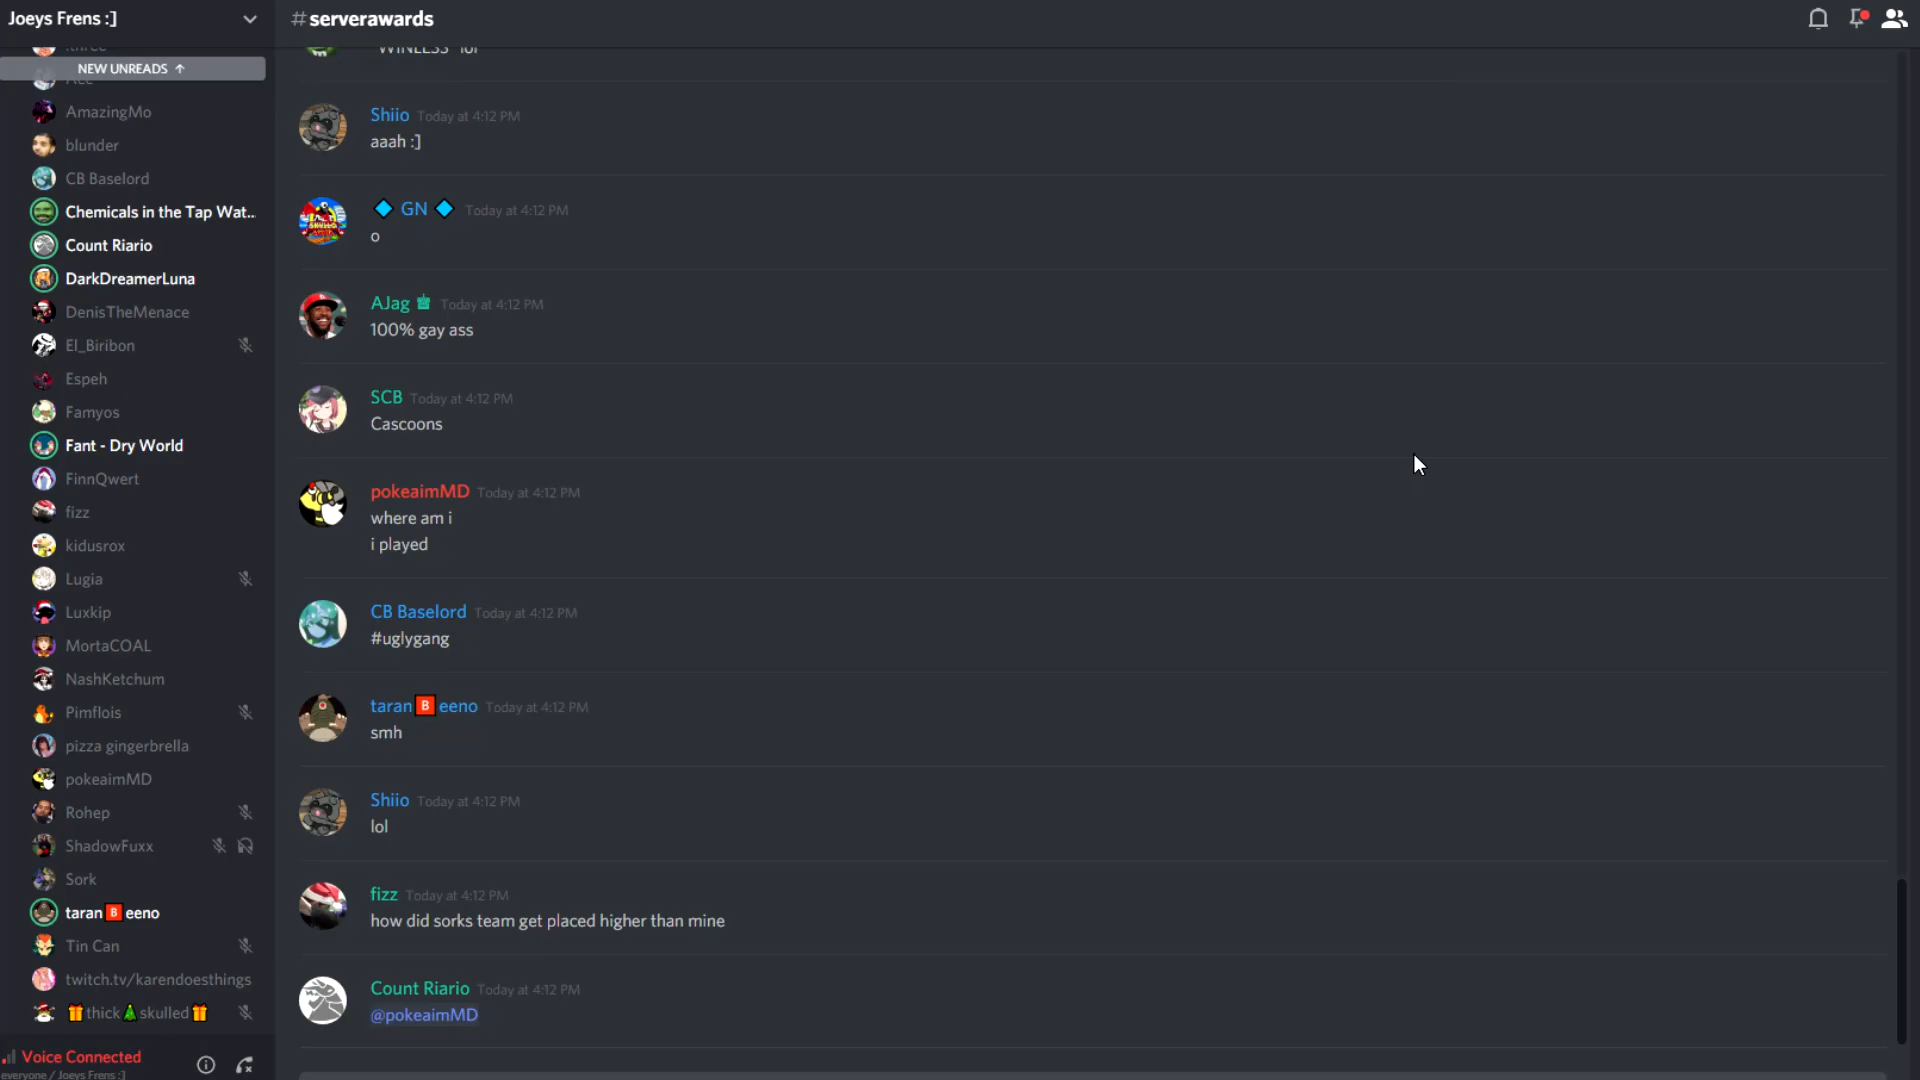 Joeys Frens :]
# serverawards
NEW UNREADS ↑
AmazingMo
blunder
CB Baselord
Chemicals in the Tap Wat...
Count Riario
DarkDreamerLuna
DenisTheMenace
El_Biribon
Espeh
Famyos
Fant - Dry World
FinnQwert
fizz
kidusrox
Lugia
Luxkip
MortaCOAL
NashKetchum
Pimflois
pizza gingerbrella
pokeaimMD
Rohep
ShadowFuxx
Sork
taran🅱eeno
Tin Can
twitch.tv/karendoesthings
🎁thick🎄skulled🎁
Voice Connected
everyone / Joeys Frens :]
"WINLESS" lol
Shiio Today at 4:12 PM
aaah :]
🔷 GN 🔷 Today at 4:12 PM
o
AJag Today at 4:12 PM
100% gay ass
SCB Today at 4:12 PM
Cascoons
pokeaimMD Today at 4:12 PM
where am i
i played
CB Baselord Today at 4:12 PM
#uglygang
taran🅱eeno Today at 4:12 PM
smh
Shiio Today at 4:12 PM
lol
fizz Today at 4:12 PM
how did sorks team get placed higher than mine
Count Riario Today at 4:12 PM
@pokeaimMD